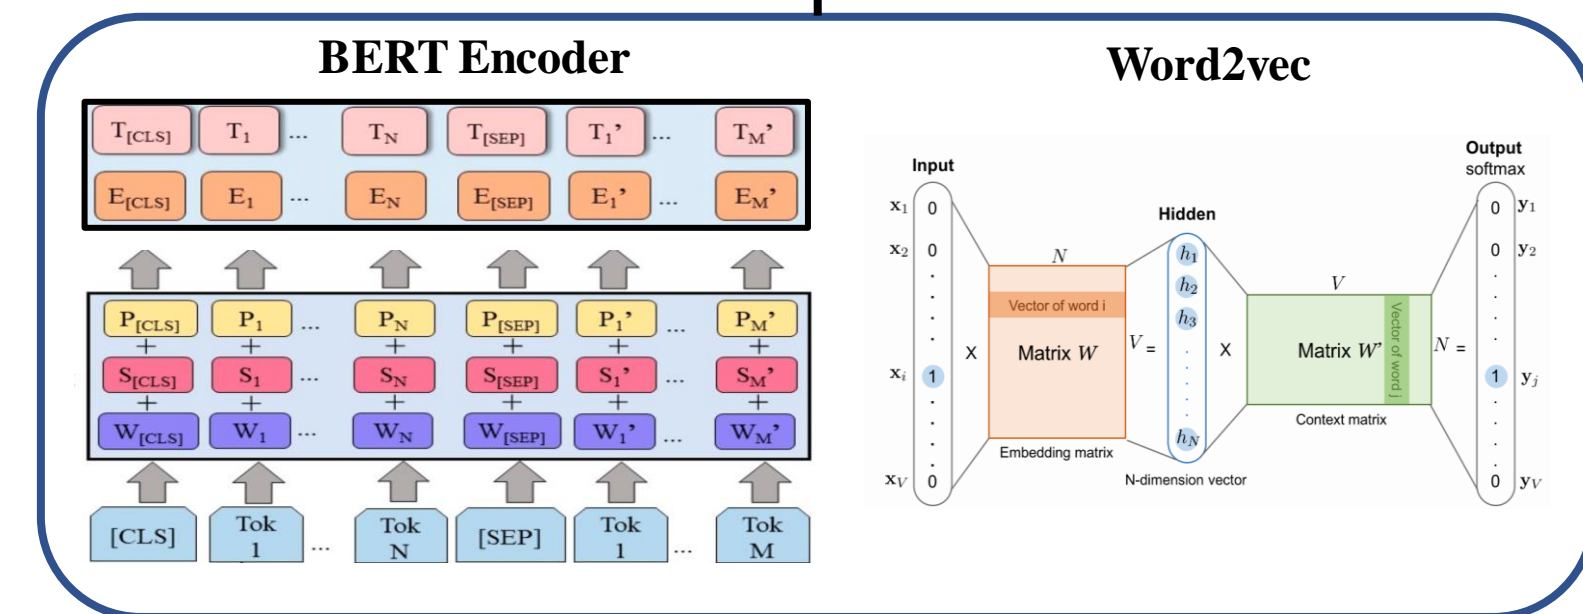 BERT Encoder
T[CLS] T1 ... TN T[SEP] T1’ ... TM’
E[CLS] E1 ... EN E[SEP] E1’ ... EM’
P[CLS] P1 ... PN P[SEP] P1’ ... PM’
+ + + + + +
S[CLS] S1 ... SN S[SEP] S1’ ... SM’
+ + + + + +
W[CLS] W1 ... WN W[SEP] W1’ ... WM’
[CLS] Tok 1 ... Tok N [SEP] Tok 1 ... Tok M
Word2vec
Input
x1 0
x2 0
xi 1
xV 0
X
N
Vector of word i
Matrix W
V =
Embedding matrix
Hidden
h1
h2
h3
hN
N-dimension vector
X
V
Matrix W'
Vector of word j
N =
Context matrix
Output
softmax
0 y1
0 y2
1 yj
0 yV